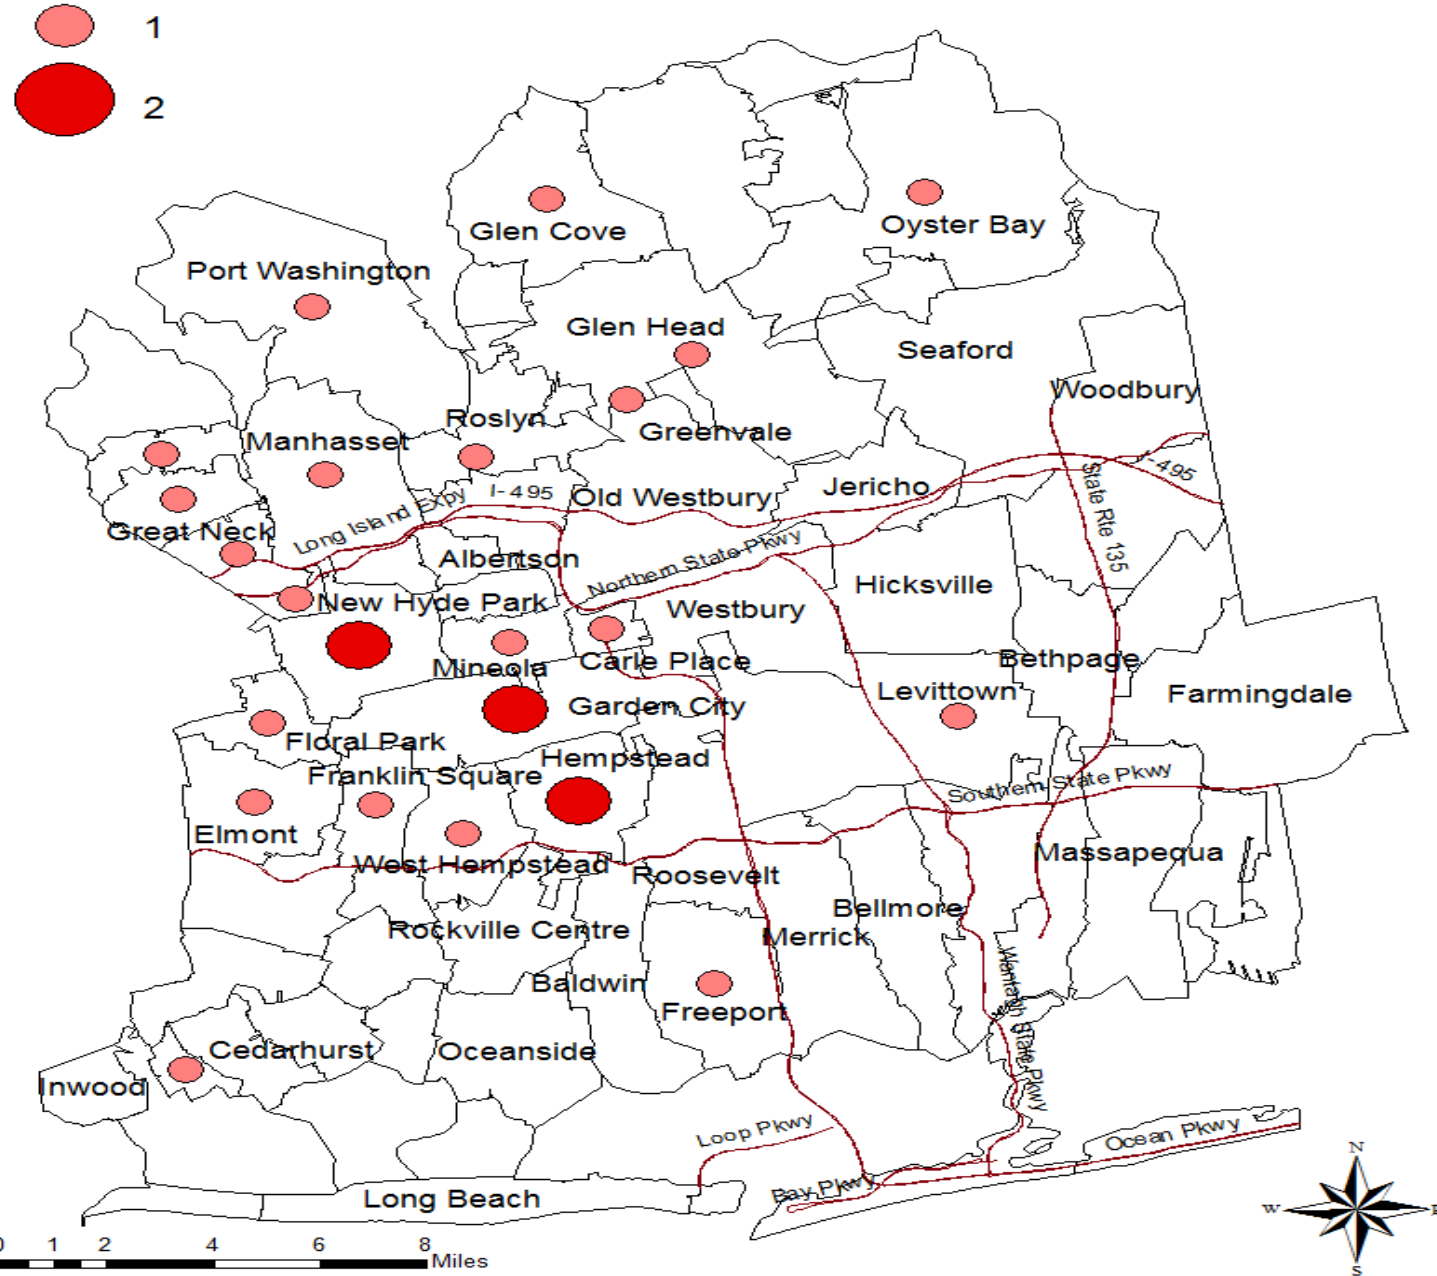 1
2
Glen Cove
Oyster Bay
Port Washington
Glen Head
Seaford
Woodbury
Roslyn
Manhasset
Greenvale
Great Neck
Long Island Expy
I-495
Old Westbury
Jericho
I-495
State Rte 135
Albertson
Northern State Pkwy
Hicksville
New Hyde Park
Westbury
Mineola
Carle Place
Bethpage
Levittown
Farmingdale
Garden City
Floral Park
Hempstead
Franklin Square
Southern State Pkwy
Elmont
West Hempstead
Roosevelt
Massapequa
Bellmore
Rockville Centre
Merrick
Baldwin
Freeport
Wantagh State Pkwy
Cedarhurst
Oceanside
Inwood
Loop Pkwy
Ocean Pkwy
Bay Pkwy
Long Beach
N
W
E
S
0 1 2 4 6 8
Miles